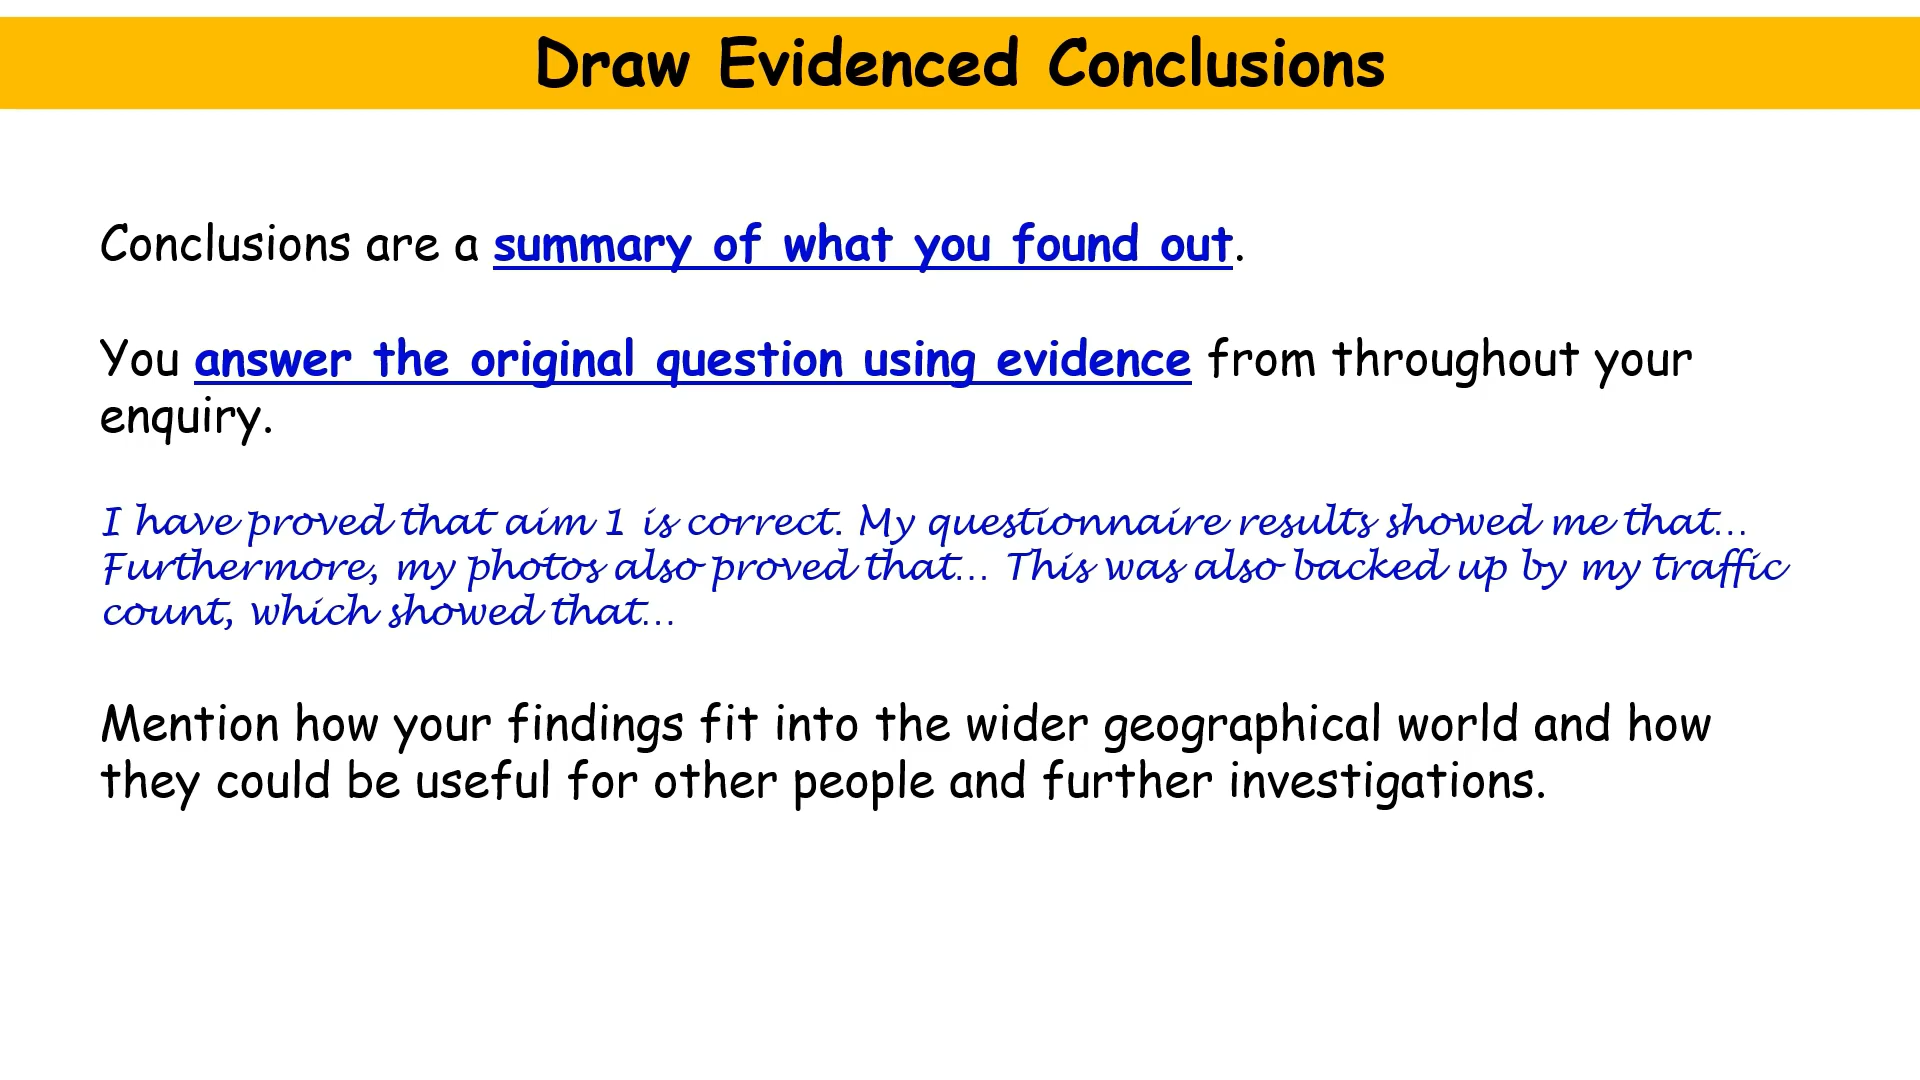 Draw Evidenced Conclusions
Conclusions are a summary of what you found out.
You answer the original question using evidence from throughout your
enquiry.
I have proved that aim 1 is correct. My questionnaire results showed me that...
Furthermore, my photos also proved that... This was also backed up by my traffic
count, which showed that...
Mention how your findings fit into the wider geographical world and how
they could be useful for other people and further investigations.